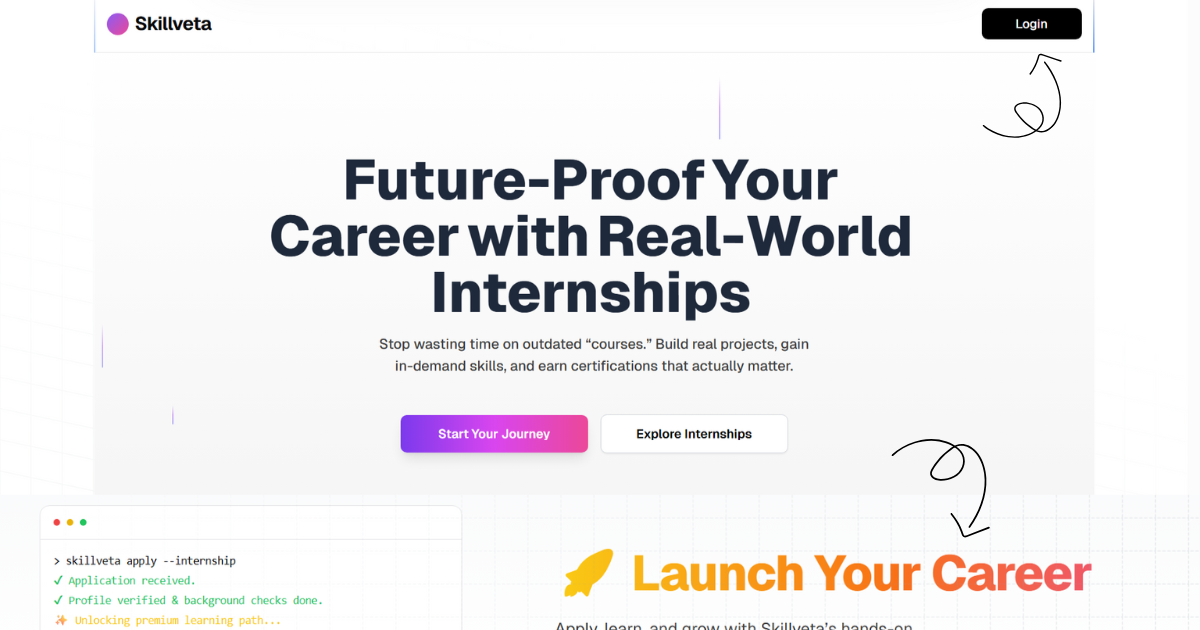 Skillveta
Login
Future-Proof Your
Career with Real-World
Internships
Stop wasting time on outdated “courses.” Build real projects, gain
in-demand skills, and earn certifications that actually matter.
Start Your Journey
Explore Internships
> skillveta apply --internship
✓ Application received.
✓ Profile verified & background checks done.
✨ Unlocking premium learning path...
🚀 Launch Your Career
Apply, learn, and grow with Skillveta’s hands-on